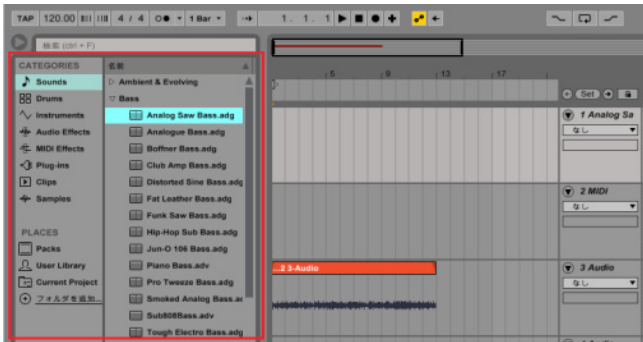 TAP 120.00 4 / 4 1 Bar 1. 1. 1
検索 (ctrl + F)
CATEGORIES
Sounds
Drums
Instruments
Audio Effects
MIDI Effects
Plug-ins
Clips
Samples
PLACES
Packs
User Library
Current Project
フォルダを追加...
名前
Ambient & Evolving
Bass
Analog Saw Bass.adg
Analogue Bass.adg
Boffner Bass.adg
Club Amp Bass.adg
Distorted Sine Bass.adg
Fat Leather Bass.adg
Funk Saw Bass.adg
Hip-Hop Sub Bass.adg
Jun-O 106 Bass.adg
Piano Bass.adv
Pro Tweeze Bass.adg
Smoked Analog Bass.ad
Sub808Bass.adv
Tough Electro Bass.adg
5 9 13 17
Set
1 Analog Sa
なし
2 MIDI
なし
...2 3-Audio
3 Audio
なし